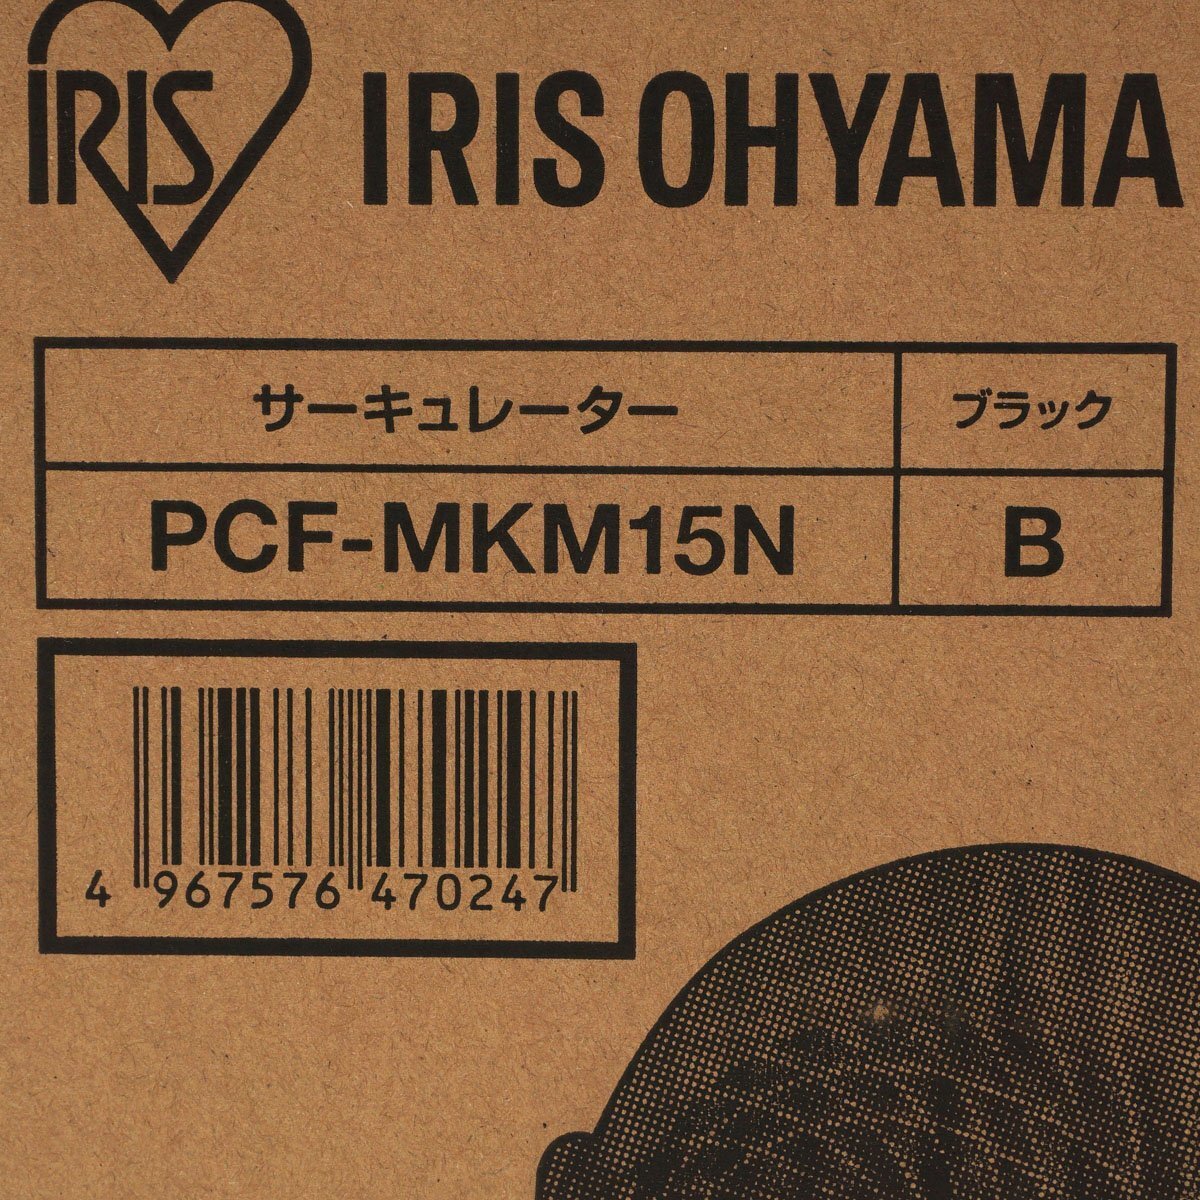 IRIS IRIS OHYAMA
サーキュレーター ブラック
PCF-MKM15N B
4 967576 470247